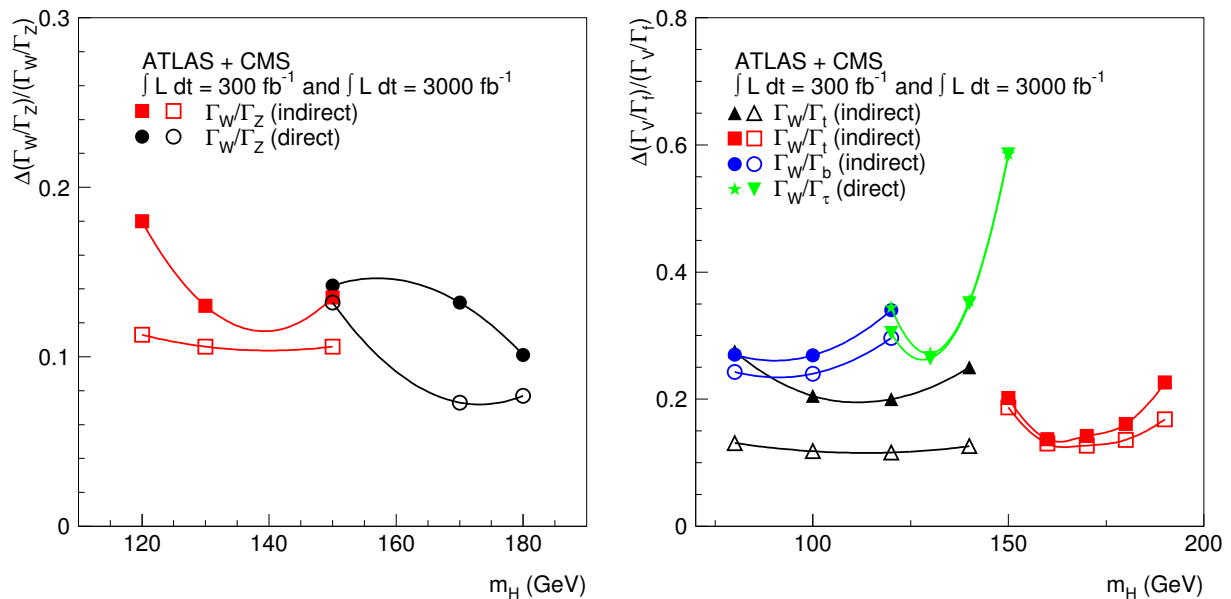 Δ(Γ_W/Γ_Z)/(Γ_W/Γ_Z)
0.3
0.2
0.1
0
ATLAS + CMS
∫ L dt = 300 fb⁻¹ and ∫ L dt = 3000 fb⁻¹
Γ_W/Γ_Z (indirect)
Γ_W/Γ_Z (direct)
120 140 160 180
m_H (GeV)
Δ(Γ_V/Γ_f)/(Γ_V/Γ_f)
0.8
0.6
0.4
0.2
0
ATLAS + CMS
∫ L dt = 300 fb⁻¹ and ∫ L dt = 3000 fb⁻¹
Γ_W/Γ_t (indirect)
Γ_W/Γ_t (indirect)
Γ_W/Γ_b (indirect)
Γ_W/Γ_τ (direct)
100 150 200
m_H (GeV)